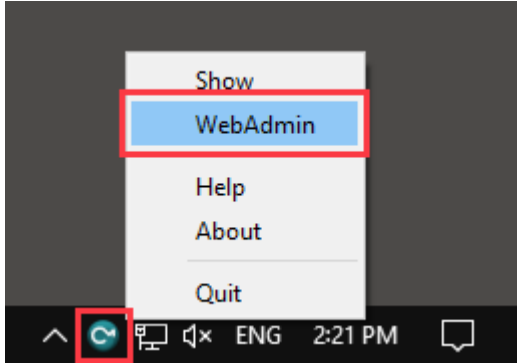 Show
WebAdmin
Help
About
Quit
ENG 2:21 PM